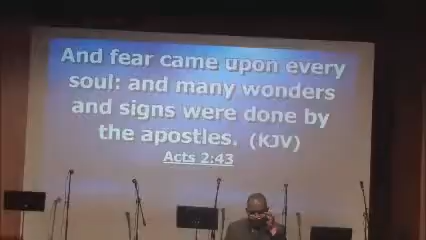 And fear came upon every
soul: and many wonders
and signs were done by
the apostles. (KJV)
Acts 2:43